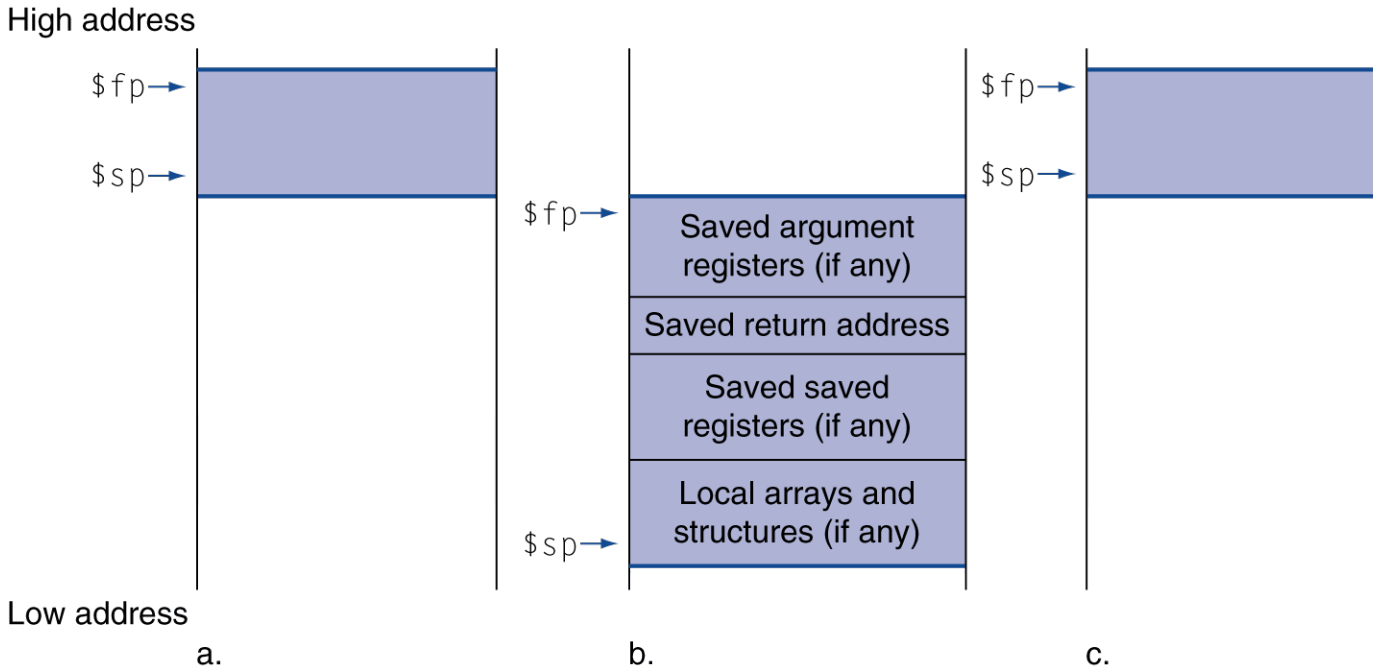 High address
$fp
$sp
$fp
Saved argument
registers (if any)
Saved return address
Saved saved
registers (if any)
Local arrays and
structures (if any)
$sp
$fp
$sp
Low address
a.
b.
c.